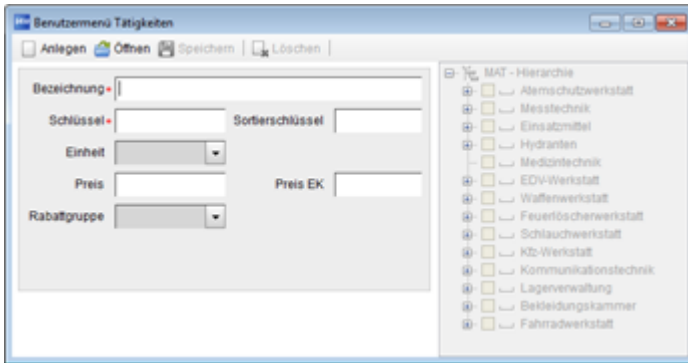 Benutzermenü Tätigkeiten
Anlegen Öffnen Speichern Löschen
Bezeichnung*
Schlüssel* Sortierschlüssel
Einheit
Preis Preis EK
Rabattgruppe
MAT - Hierarchie
Atemschutzwerkstatt
Messtechnik
Einsatzmittel
Hydranten
Medizintechnik
EDV-Werkstatt
Waffenwerkstatt
Feuerlöscherwerkstatt
Schlauchwerkstatt
Kfz-Werkstatt
Kommunikationstechnik
Lagerverwaltung
Bekleidungskammer
Fahrradwerkstatt